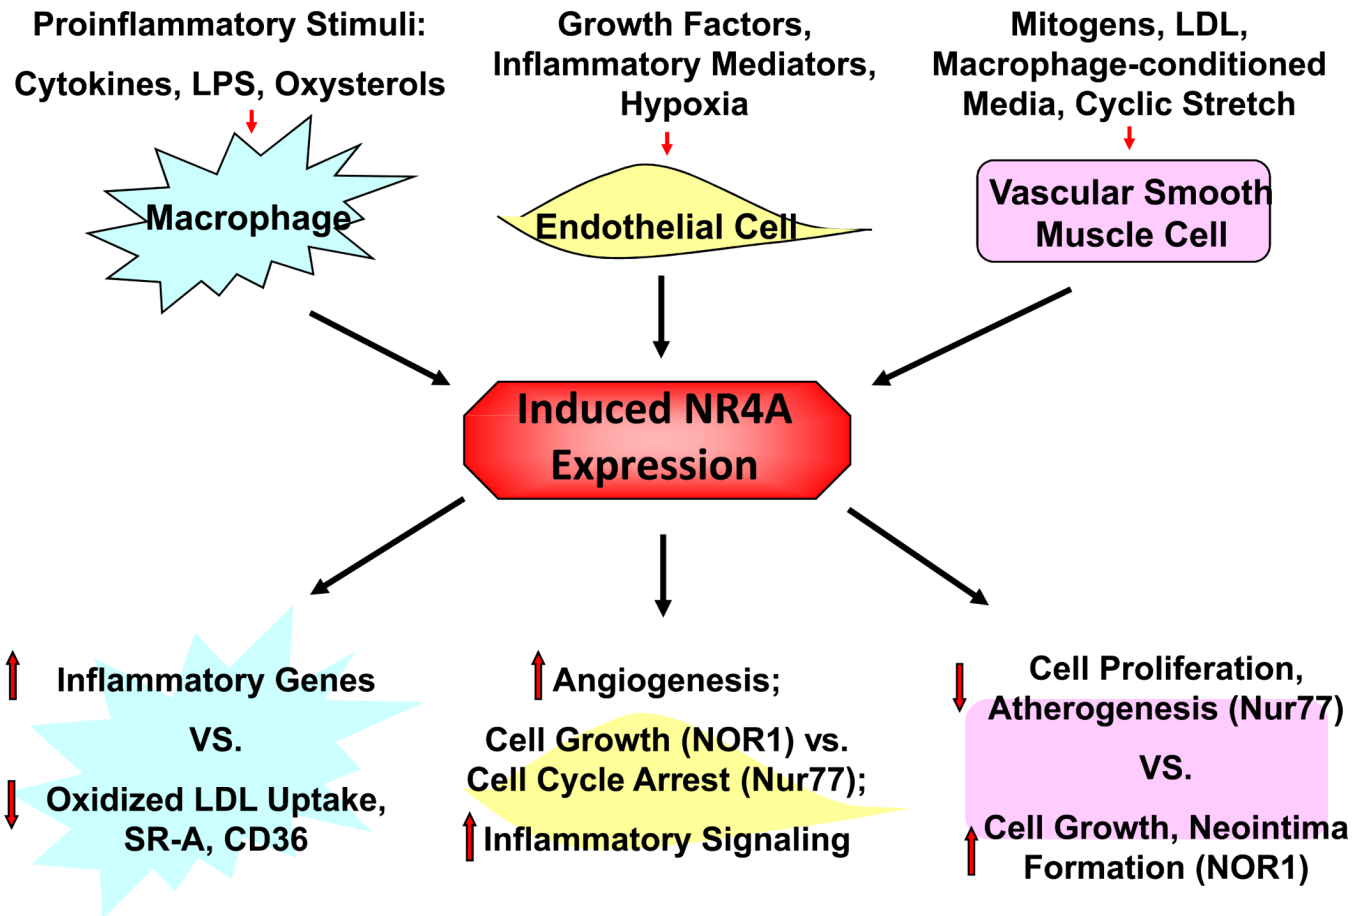 Proinflammatory Stimuli:
Cytokines, LPS, Oxysterols
Growth Factors,
Inflammatory Mediators,
Hypoxia
Mitogens, LDL,
Macrophage-conditioned
Media, Cyclic Stretch
Macrophage
Endothelial Cell
Vascular Smooth
Muscle Cell
Induced NR4A
Expression
Inflammatory Genes
VS.
Oxidized LDL Uptake,
SR-A, CD36
Angiogenesis;
Cell Growth (NOR1) vs.
Cell Cycle Arrest (Nur77);
Inflammatory Signaling
Cell Proliferation,
Atherogenesis (Nur77)
VS.
Cell Growth, Neointima
Formation (NOR1)